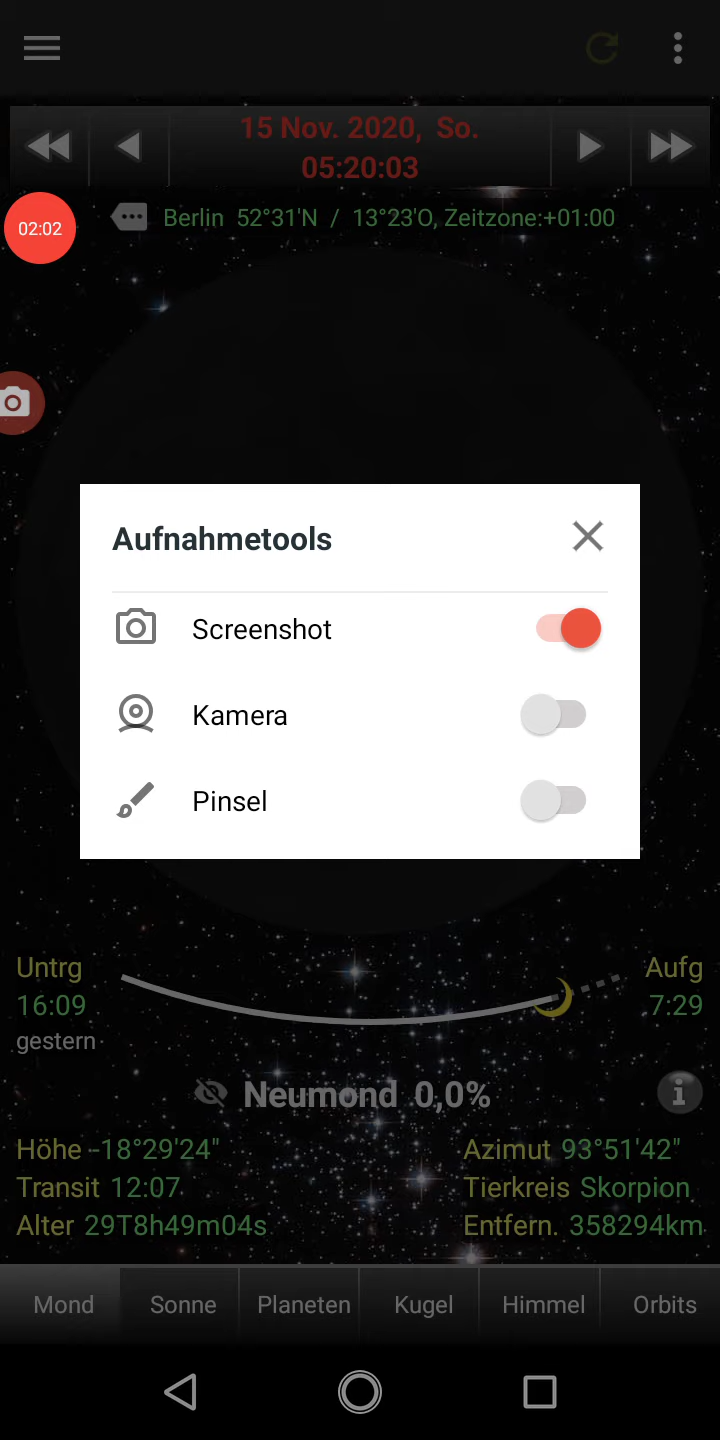 15 Nov. 2020, So.
05:20:03
02:02
Berlin 52°31'N / 13°23'O, Zeitzone:+01:00
Aufnahmetools
Screenshot
Kamera
Pinsel
Untrg
Aufg
16:09
7:29
gestern
Neumond 0,0%
Höhe -18°29'24"
Azimut 93°51'42"
Transit 12:07
Tierkreis Skorpion
Alter 29T8h49m04s
Entfern. 358294km
Mond
Sonne
Planeten
Kugel
Himmel
Orbits